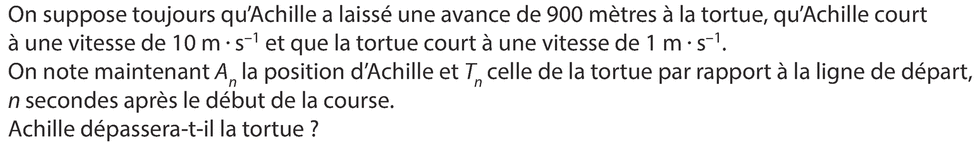 On suppose toujours qu’Achille a laissé une avance de 900 mètres à la tortue, qu’Achille court
à une vitesse de 10 m · s⁻¹ et que la tortue court à une vitesse de 1 m · s⁻¹.
On note maintenant Aₙ la position d’Achille et Tₙ celle de la tortue par rapport à la ligne de départ,
n secondes après le début de la course.
Achille dépassera-t-il la tortue ?